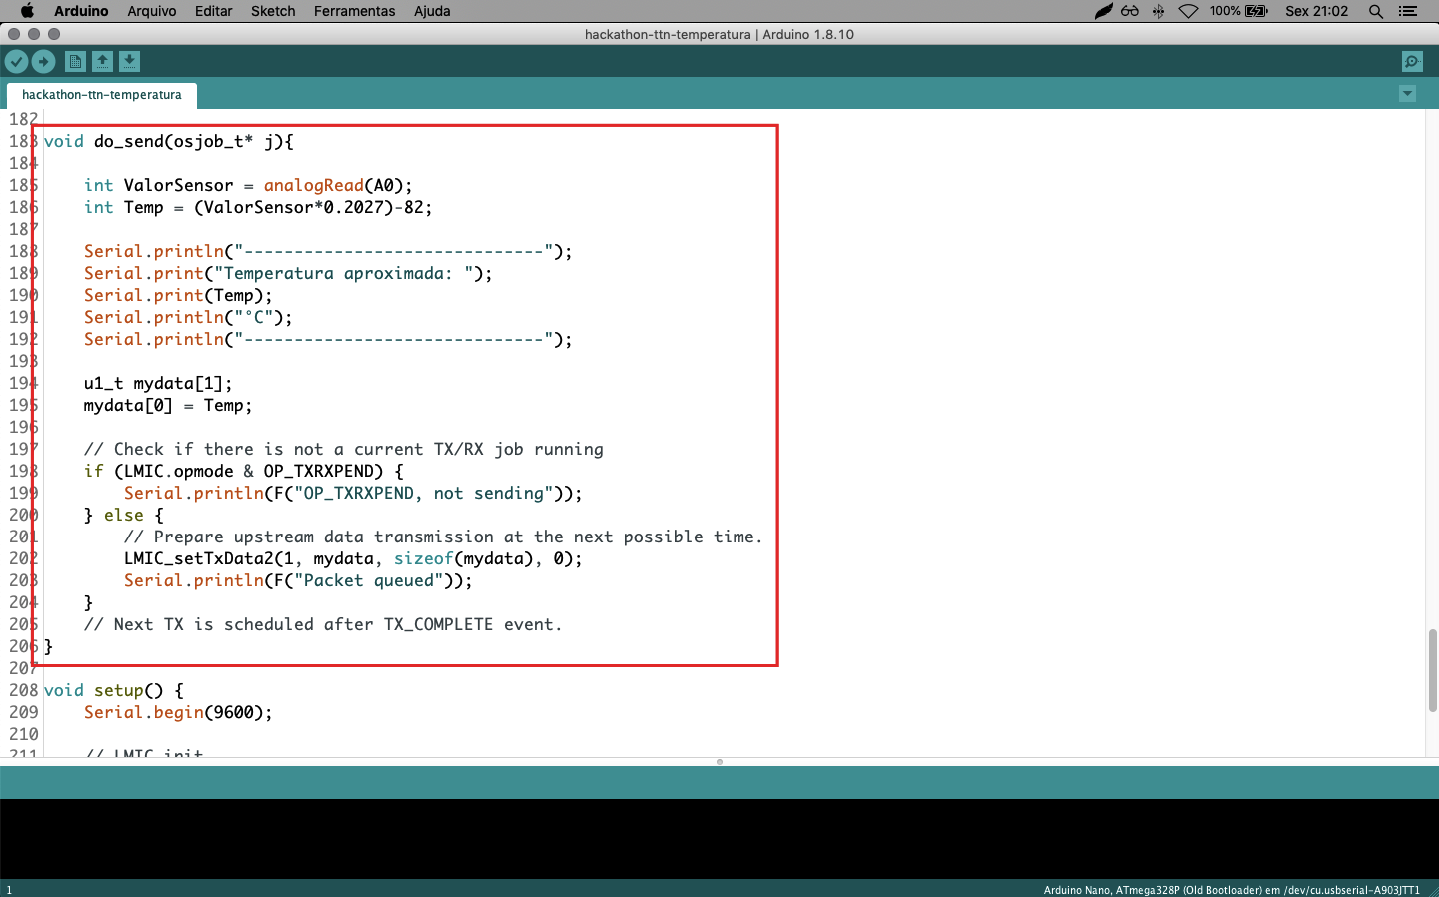 Arduino Arquivo Editar Sketch Ferramentas Ajuda 100% Sex 21:02
hackathon-ttn-temperatura | Arduino 1.8.10
hackathon-ttn-temperatura
182
183 void do_send(osjob_t* j){
184
185     int ValorSensor = analogRead(A0);
186     int Temp = (ValorSensor*0.2027)-82;
187
188     Serial.println("------------------------------");
189     Serial.print("Temperatura aproximada: ");
190     Serial.print(Temp);
191     Serial.println("°C");
192     Serial.println("------------------------------");
193
194     u1_t mydata[1];
195     mydata[0] = Temp;
196
197     // Check if there is not a current TX/RX job running
198     if (LMIC.opmode & OP_TXRXPEND) {
199         Serial.println(F("OP_TXRXPEND, not sending"));
200     } else {
201         // Prepare upstream data transmission at the next possible time.
202         LMIC_setTxData2(1, mydata, sizeof(mydata), 0);
203         Serial.println(F("Packet queued"));
204     }
205     // Next TX is scheduled after TX_COMPLETE event.
206 }
207
208 void setup() {
209     Serial.begin(9600);
210
211     // LMIC init
1 Arduino Nano, ATmega328P (Old Bootloader) em /dev/cu.usbserial-A903JTT1